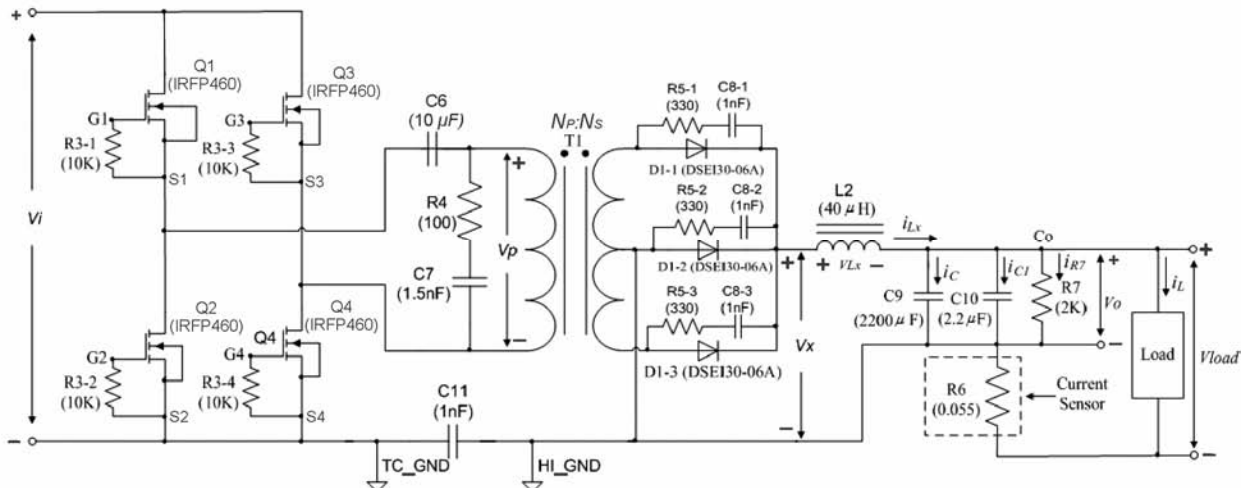 +
Vi
−
Q1
(IRFP460)
G1
R3-1
(10K)
S1
Q3
(IRFP460)
G3
R3-3
(10K)
S3
Q2
(IRFP460)
G2
R3-2
(10K)
S2
Q4
(IRFP460)
Q4
G4
R3-4
(10K)
S4
C6
(10 μF)
R4
(100)
C7
(1.5nF)
+
Vp
−
NP:NS
T1
R5-1
(330)
C8-1
(1nF)
D1-1 (DSEI30-06A)
R5-2
(330)
C8-2
(1nF)
D1-2 (DSEI30-06A)
R5-3
(330)
C8-3
(1nF)
D1-3 (DSEI30-06A)
+
Vx
−
L2
(40 μH)
iLx
+ VLx −
iC
C9
(2200 μF)
iC1
C10
(2.2 μF)
Co
iR7
R7
(2K)
+
Vo
−
iL
Load
+
Vload
−
R6
(0.055)
Current
Sensor
C11
(1nF)
TC_GND
HI_GND